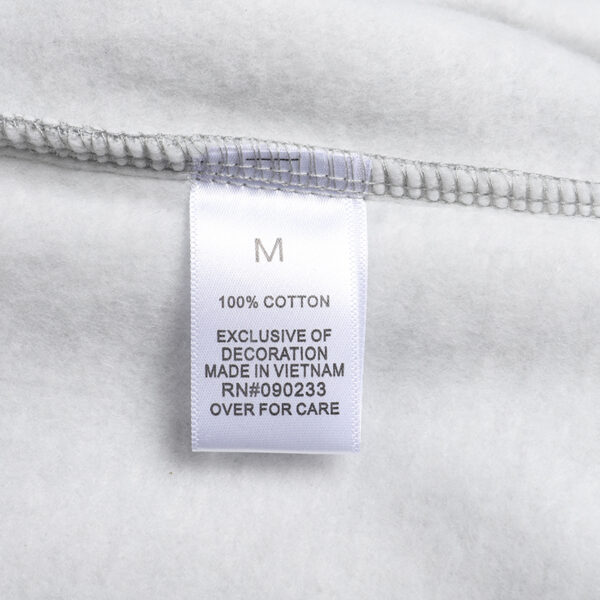 M
100% COTTON
EXCLUSIVE OF
DECORATION
MADE IN VIETNAM
RN#090233
OVER FOR CARE